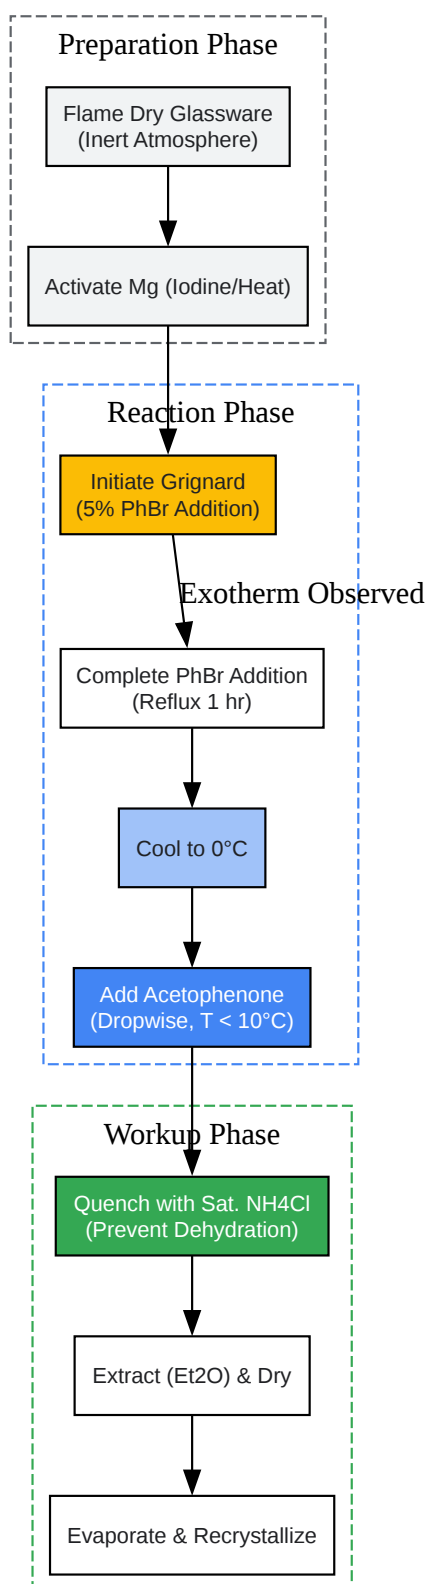 Preparation Phase
Flame Dry Glassware
(Inert Atmosphere)
Activate Mg (Iodine/Heat)
Reaction Phase
Initiate Grignard
(5% PhBr Addition)
Exotherm Observed
Complete PhBr Addition
(Reflux 1 hr)
Cool to 0°C
Add Acetophenone
(Dropwise, T < 10°C)
Workup Phase
Quench with Sat. NH4Cl
(Prevent Dehydration)
Extract (Et2O) & Dry
Evaporate & Recrystallize